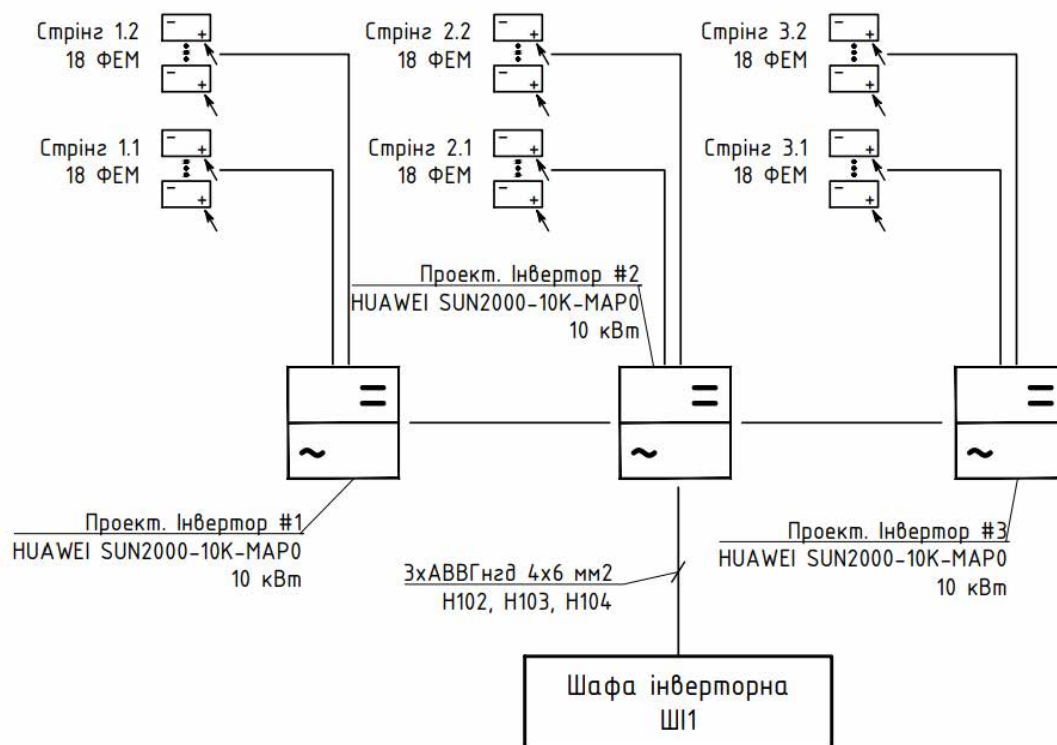 Стрінг 1.2
18 ФЕМ
Стрінг 2.2
18 ФЕМ
Стрінг 3.2
18 ФЕМ
Стрінг 1.1
18 ФЕМ
Стрінг 2.1
18 ФЕМ
Стрінг 3.1
18 ФЕМ
Проект. Інвертор #2
HUAWEI SUN2000-10K-MAP0
10 кВт
Проект. Інвертор #1
HUAWEI SUN2000-10K-MAP0
10 кВт
Проект. Інвертор #3
HUAWEI SUN2000-10K-MAP0
10 кВт
3хАВВГнгд 4х6 мм2
Н102, Н103, Н104
Шафа інверторна
ШІ1